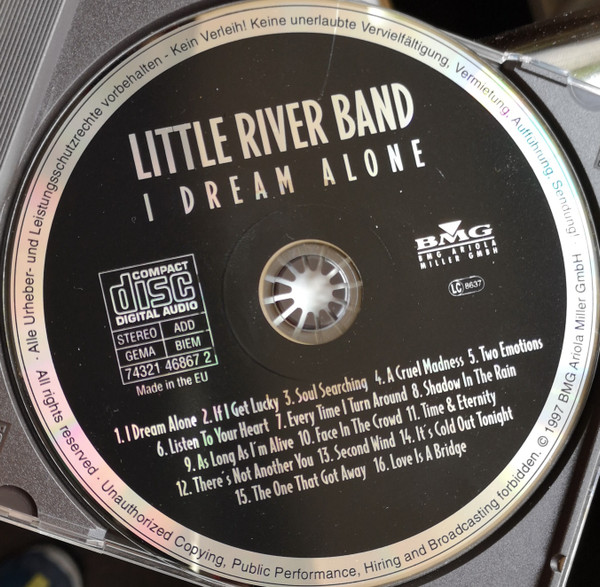 LITTLE RIVER BAND
I DREAM ALONE
BMG
BMG ARIOLA
MILLER GMBH
LC 8637
COMPACT
disc
DIGITAL AUDIO
STEREO ADD
GEMA BIEM
74321 46867 2
Made in the EU
1. I Dream Alone 2. If I Get Lucky 3. Soul Searching 4. A Cruel Madness 5. Two Emotions
6. Listen To Your Heart 7. Every Time I Turn Around 8. Shadow In The Rain
9. As Long As I'm Alive 10. Face In The Crowd 11. Time & Eternity
12. There's Not Another You 13. Second Wind 14. It's Cold Out Tonight
15. The One That Got Away 16. Love Is A Bridge
· Alle Urheber- und Leistungsschutzrechte vorbehalten - Kein Verleih! Keine unerlaubte Vervielfältigung, Vermietung, Aufführung, Sendung!
All rights reserved · Unauthorized Copying, Public Performance, Hiring and Broadcasting forbidden. © 1997 BMG Ariola Miller GmbH ·